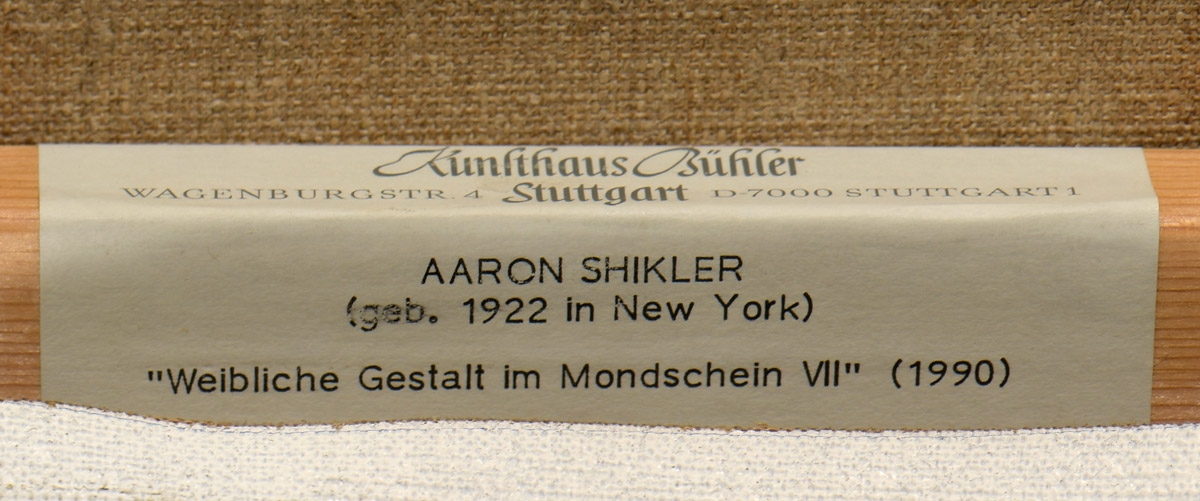 Kunſthaus Bühler
WAGENBURGSTR. 4 Stuttgart D-7000 STUTTGART 1
AARON SHIKLER
(geb. 1922 in New York)
"Weibliche Gestalt im Mondschein VII" (1990)